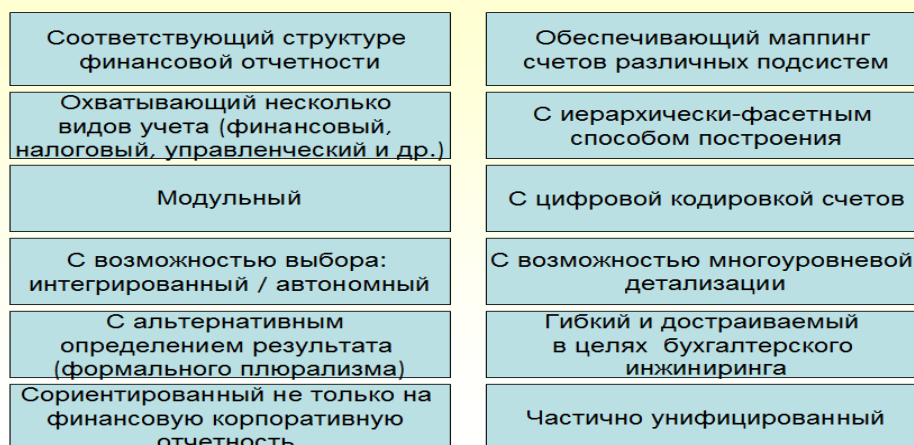 Соответствующий структуре
финансовой отчетности
Охватывающий несколько
видов учета (финансовый,
налоговый, управленческий и др.)
Модульный
С возможностью выбора:
интегрированный / автономный
С альтернативным
определением результата
(формального плюрализма)
Сориентированный не только на
финансовую корпоративную
отчетность
Обеспечивающий маппинг
счетов различных подсистем
С иерархически-фасетным
способом построения
С цифровой кодировкой счетов
С возможностью многоуровневой
детализации
Гибкий и достраиваемый
в целях бухгалтерского
инжиниринга
Частично унифицированный